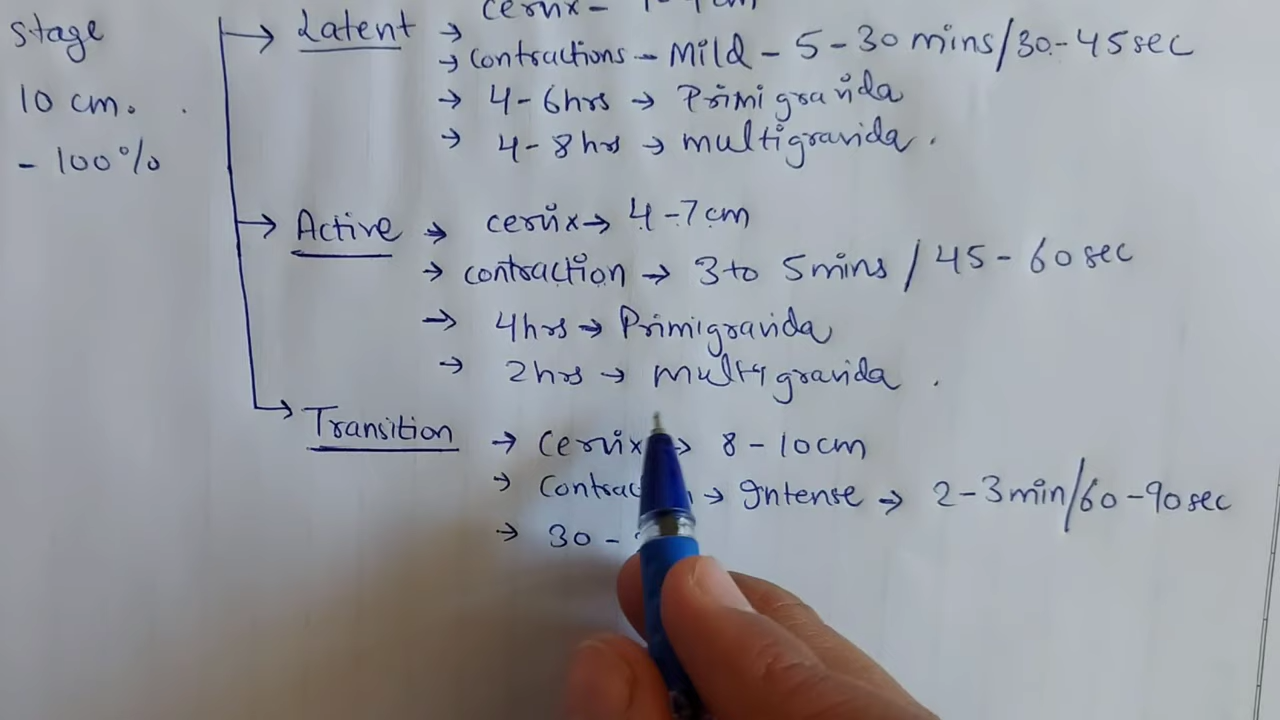 stage
10 cm.
- 100%
Latent →
→ contractions - Mild - 5-30 mins/30-45sec
→ 4-6hrs → Primigravida
→ 4-8hrs → multigravida.
Active → cervix → 4-7cm
→ contraction → 3 to 5mins / 45-60sec
→ 4hrs → Primigravida
→ 2hrs → multigravida.
Transition → cervix → 8-10cm
→ → Intense → 2-3min/60-90sec
→ 30 -